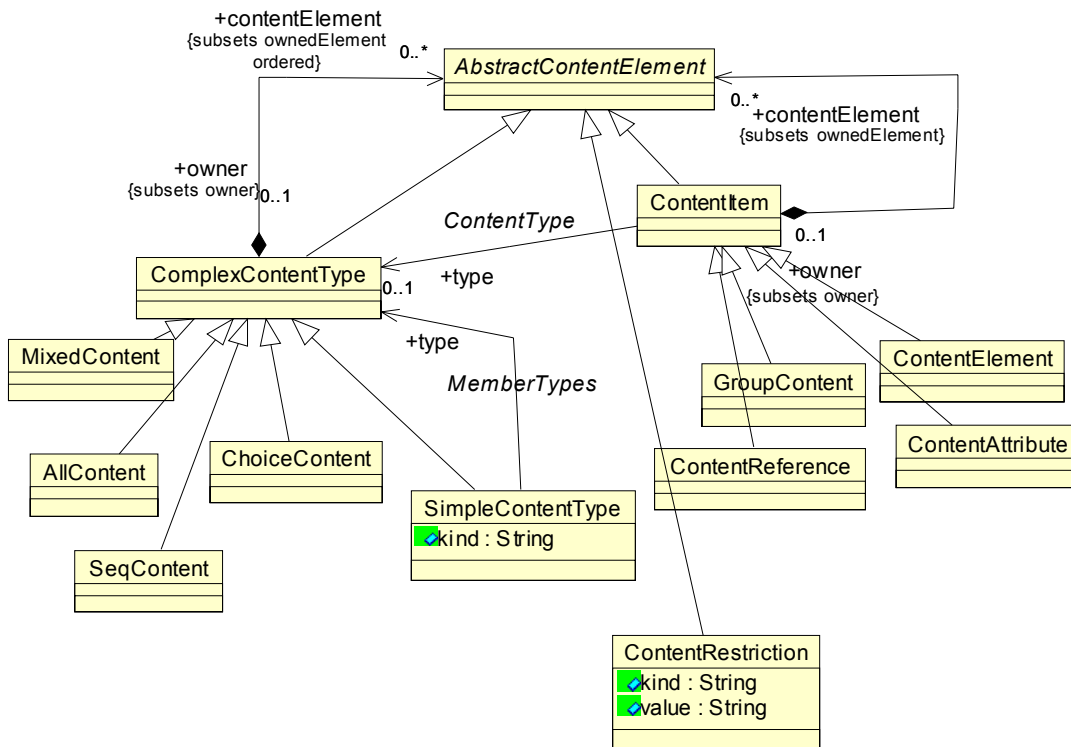 +contentElement
{subsets ownedElement
ordered}
0..*
AbstractContentElement
0..*
+contentElement
{subsets ownedElement}
+owner
{subsets owner}
0..1
ContentItem
0..1
ContentType
+owner
{subsets owner}
ComplexContentType
0..1
+type
+type
MixedContent
MemberTypes
ContentElement
GroupContent
ChoiceContent
ContentAttribute
AllContent
ContentReference
SimpleContentType
kind : String
SeqContent
ContentRestriction
kind : String
value : String